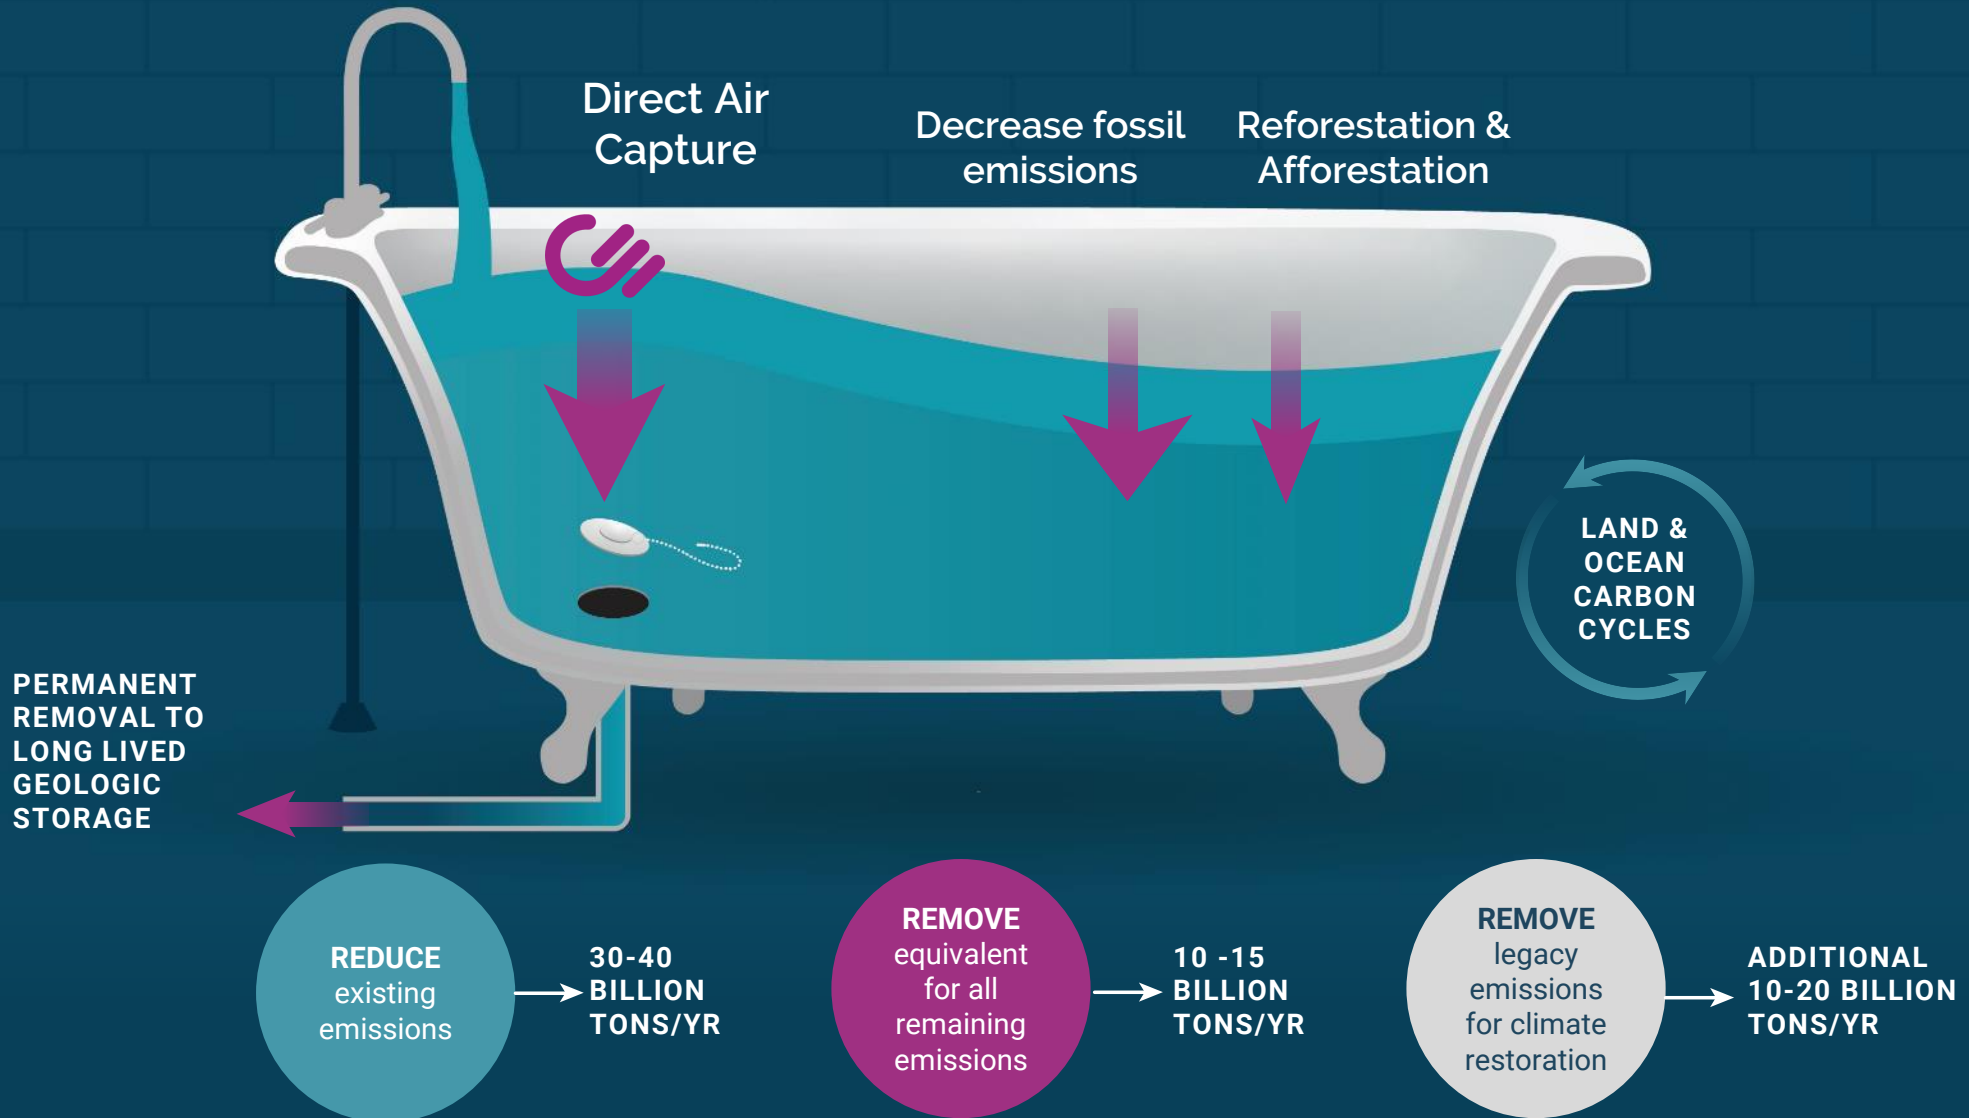 Direct Air
Capture
Decrease fossil
emissions
Reforestation &
Afforestation
LAND &
OCEAN
CARBON
CYCLES
PERMANENT
REMOVAL TO
LONG LIVED
GEOLOGIC
STORAGE
REDUCE
existing
emissions
30-40
BILLION
TONS/YR
REMOVE
equivalent
for all
remaining
emissions
10 -15
BILLION
TONS/YR
REMOVE
legacy
emissions
for climate
restoration
ADDITIONAL
10-20 BILLION
TONS/YR